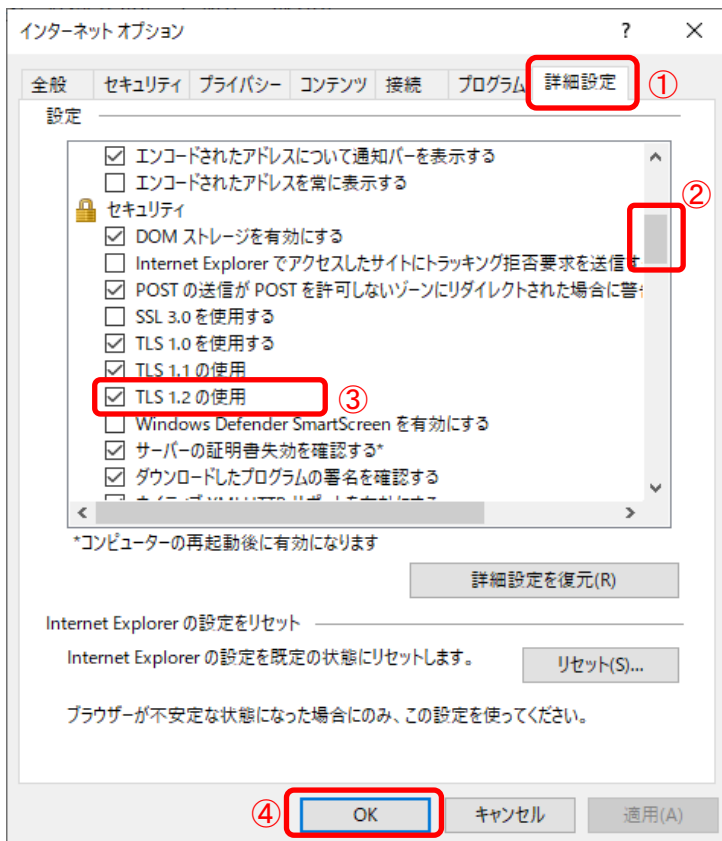 インターネット オプション ? ×
全般 セキュリティ プライバシー コンテンツ 接続 プログラム 詳細設定 ①
設定
エンコードされたアドレスについて通知バーを表示する
エンコードされたアドレスを常に表示する
②
セキュリティ
DOM ストレージを有効にする
Internet Explorer でアクセスしたサイトにトラッキング拒否要求を送信す
POST の送信が POST を許可しないゾーンにリダイレクトされた場合に警
SSL 3.0 を使用する
TLS 1.0 を使用する
TLS 1.1 の使用
TLS 1.2 の使用 ③
Windows Defender SmartScreen を有効にする
サーバーの証明書失効を確認する*
ダウンロードしたプログラムの署名を確認する
*コンピューターの再起動後に有効になります
詳細設定を復元(R)
Internet Explorer の設定をリセット
Internet Explorer の設定を既定の状態にリセットします。
リセット(S)...
ブラウザーが不安定な状態になった場合にのみ、この設定を使ってください。
④ OK キャンセル 適用(A)